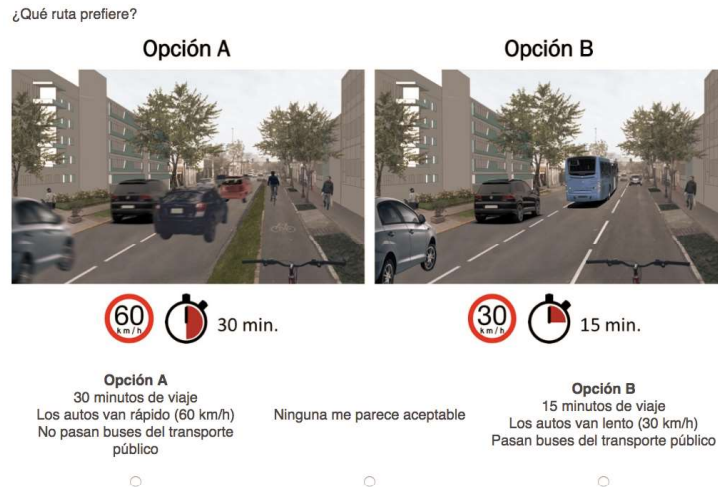 ¿Qué ruta prefiere?
Opción A
Opción B
60
km/h
30 min.
30
km/h
15 min.
Opción A
30 minutos de viaje
Los autos van rápido (60 km/h)
No pasan buses del transporte
público
Ninguna me parece aceptable
Opción B
15 minutos de viaje
Los autos van lento (30 km/h)
Pasan buses del transporte público